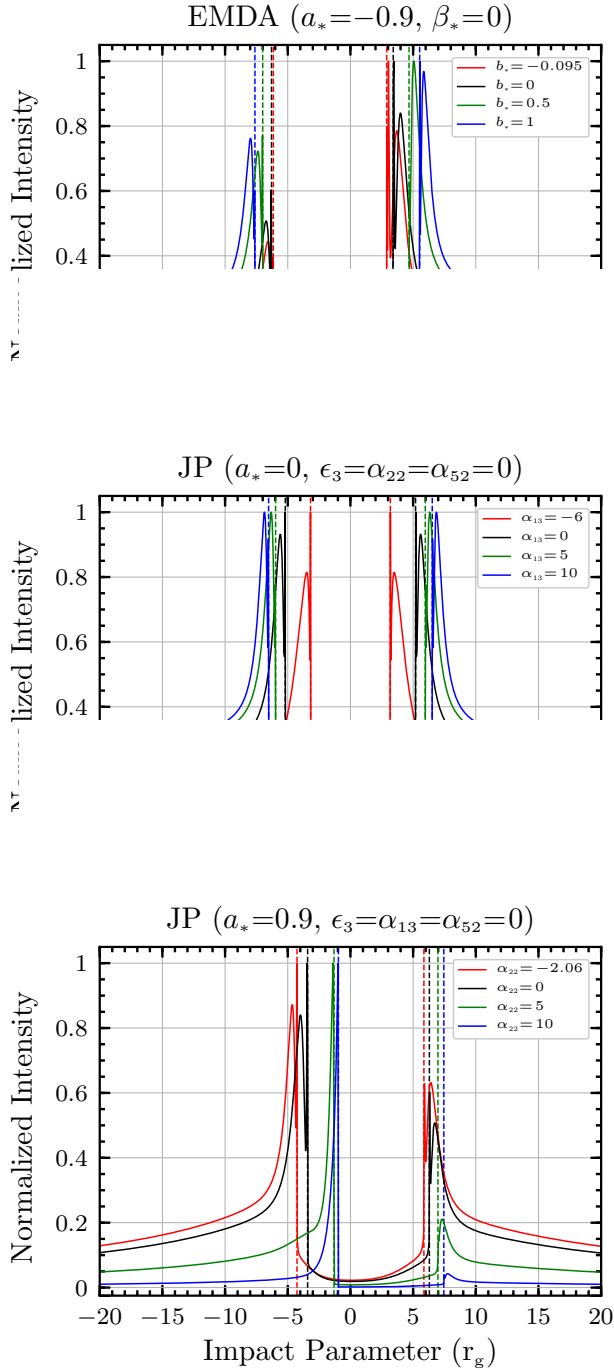 EMDA (a*=−0.9, β*=0)
1
0.8
0.6
0.4
lized Intensity
b*=−0.095
b*=0
b*=0.5
b*=1
JP (a*=0, ϵ3=α22=α52=0)
1
0.8
0.6
0.4
lized Intensity
α13=−6
α13=0
α13=5
α13=10
JP (a*=0.9, ϵ3=α13=α52=0)
1
0.8
0.6
0.4
0.2
0
Normalized Intensity
α22=−2.06
α22=0
α22=5
α22=10
−20 −15 −10 −5 0 5 10 15 20
Impact Parameter (rg)